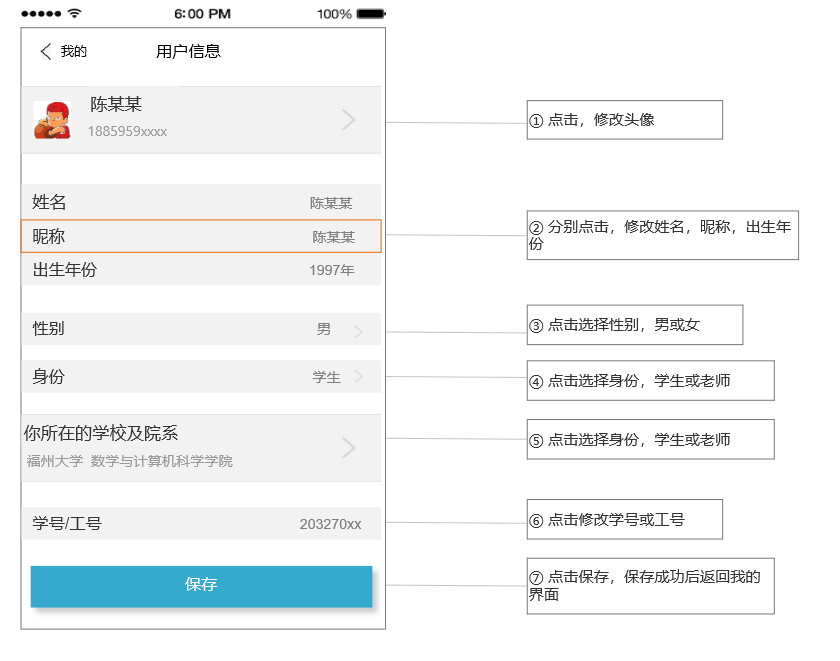 6:00 PM 100%
我的 用户信息
陈某某
1885959xxxx
① 点击，修改头像
姓名 陈某某
昵称 陈某某
出生年份 1997年
② 分别点击，修改姓名，昵称，出生年
份
性别 男
③ 点击选择性别，男或女
身份 学生
④ 点击选择身份，学生或老师
你所在的学校及院系
福州大学 数学与计算机科学学院
⑤ 点击选择身份，学生或老师
学号/工号 203270xx
⑥ 点击修改学号或工号
保存
⑦ 点击保存，保存成功后返回我的
界面